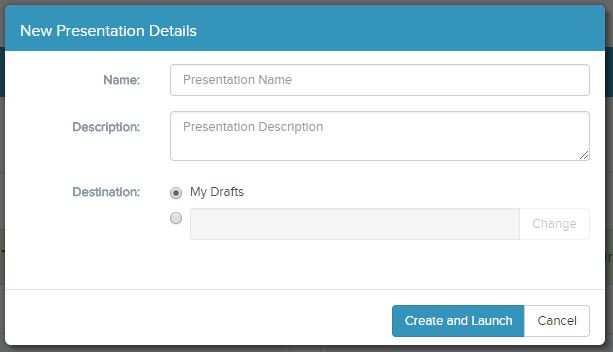 New Presentation Details
Name: Presentation Name
Description: Presentation Description
Destination: My Drafts
Change
Create and Launch Cancel